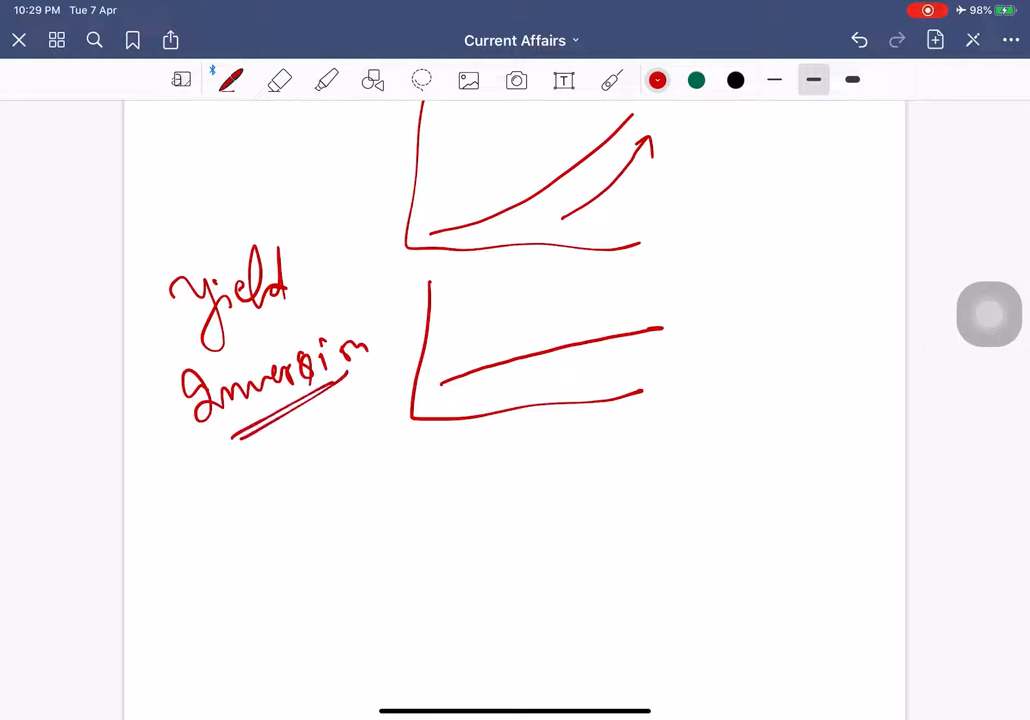 10:29 PM Tue 7 Apr
98%
Current Affairs
T
Yield
Inversion